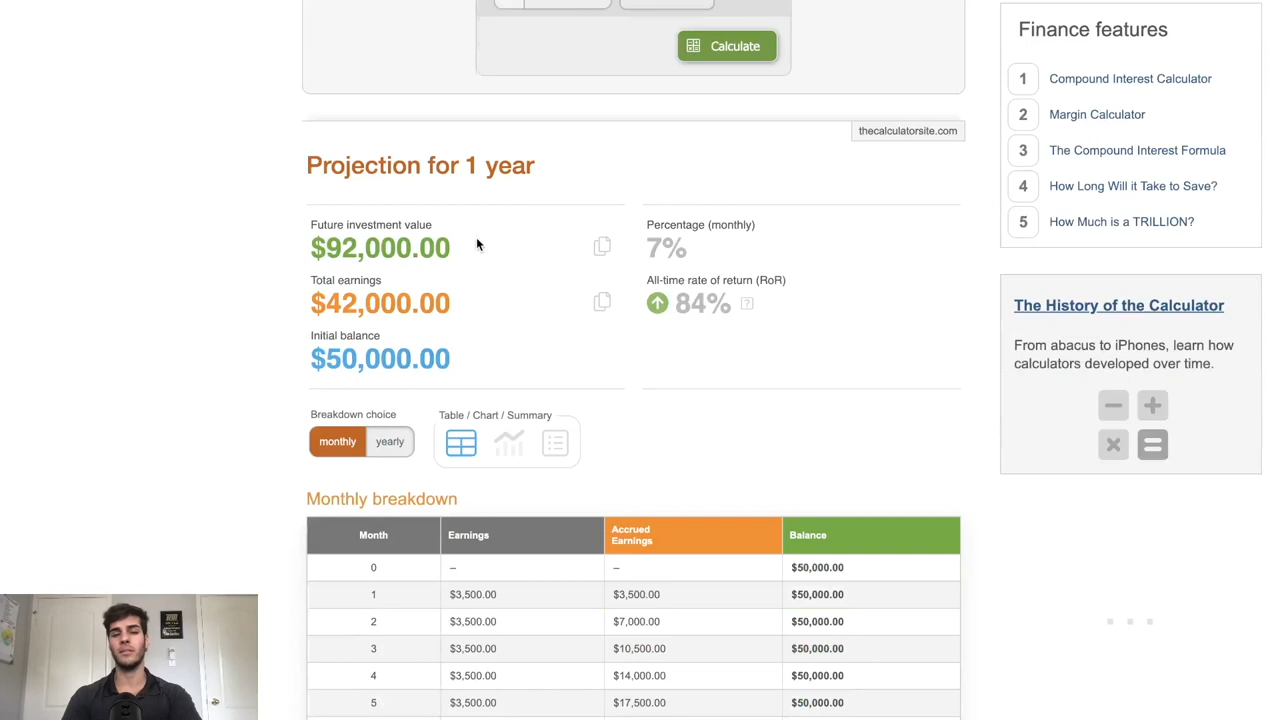 Calculate
thecalculatorsite.com
Projection for 1 year
Future investment value
$92,000.00
Total earnings
$42,000.00
Initial balance
$50,000.00
Percentage (monthly)
7%
All-time rate of return (RoR)
84% ?
Breakdown choice
monthly yearly
Table / Chart / Summary
Monthly breakdown
Month Earnings Accrued Earnings Balance
0 – – $50,000.00
1 $3,500.00 $3,500.00 $50,000.00
2 $3,500.00 $7,000.00 $50,000.00
3 $3,500.00 $10,500.00 $50,000.00
4 $3,500.00 $14,000.00 $50,000.00
5 $3,500.00 $17,500.00 $50,000.00
Finance features
1 Compound Interest Calculator
2 Margin Calculator
3 The Compound Interest Formula
4 How Long Will it Take to Save?
5 How Much is a TRILLION?
The History of the Calculator
From abacus to iPhones, learn how
calculators developed over time.